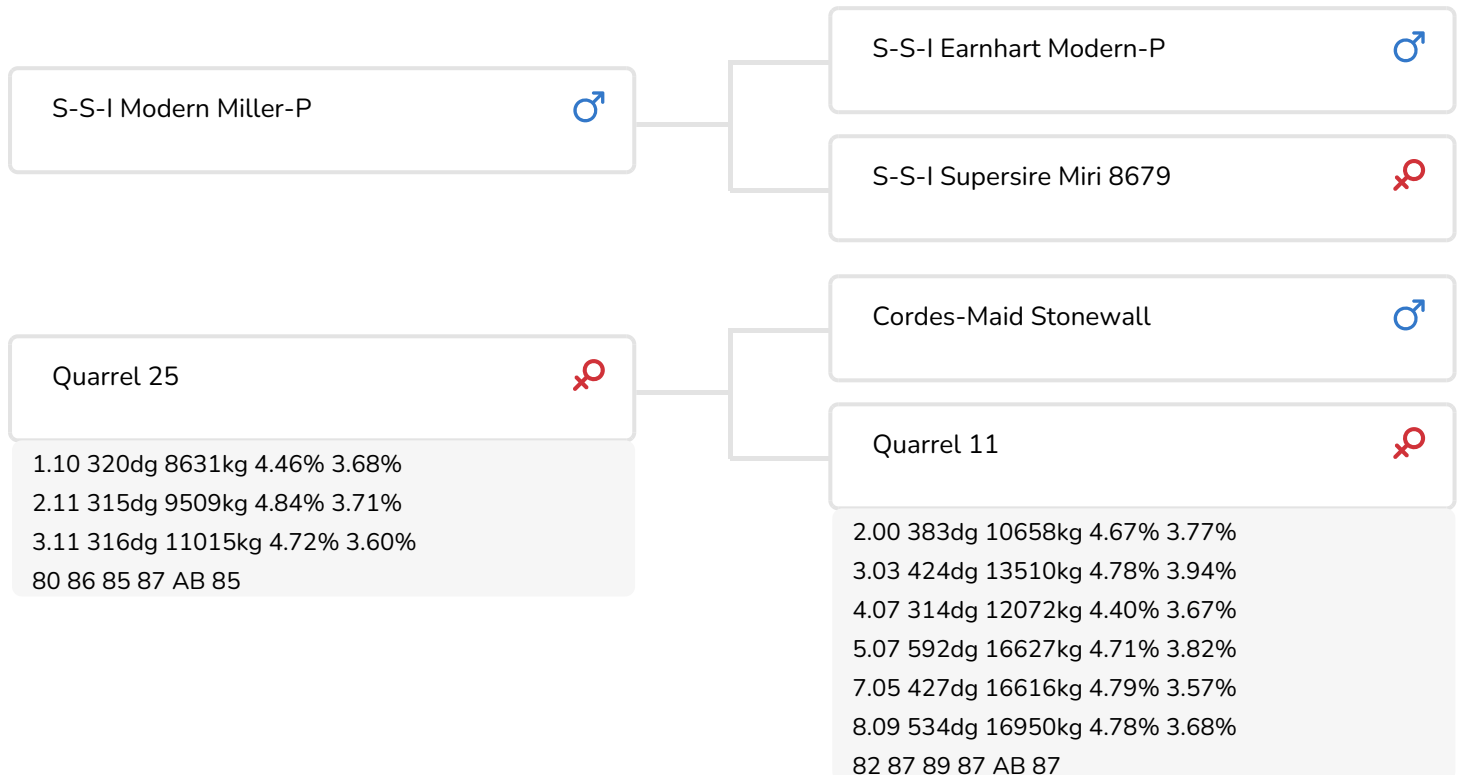 S-S-I Modern Miller-P
S-S-I Earnhart Modern-P
S-S-I Supersire Miri 8679
Quarrel 25
1.10 320dg 8631kg 4.46% 3.68%
2.11 315dg 9509kg 4.84% 3.71%
3.11 316dg 11015kg 4.72% 3.60%
80 86 85 87 AB 85
Cordes-Maid Stonewall
Quarrel 11
2.00 383dg 10658kg 4.67% 3.77%
3.03 424dg 13510kg 4.78% 3.94%
4.07 314dg 12072kg 4.40% 3.67%
5.07 592dg 16627kg 4.71% 3.82%
7.05 427dg 16616kg 4.79% 3.57%
8.09 534dg 16950kg 4.78% 3.68%
82 87 89 87 AB 87